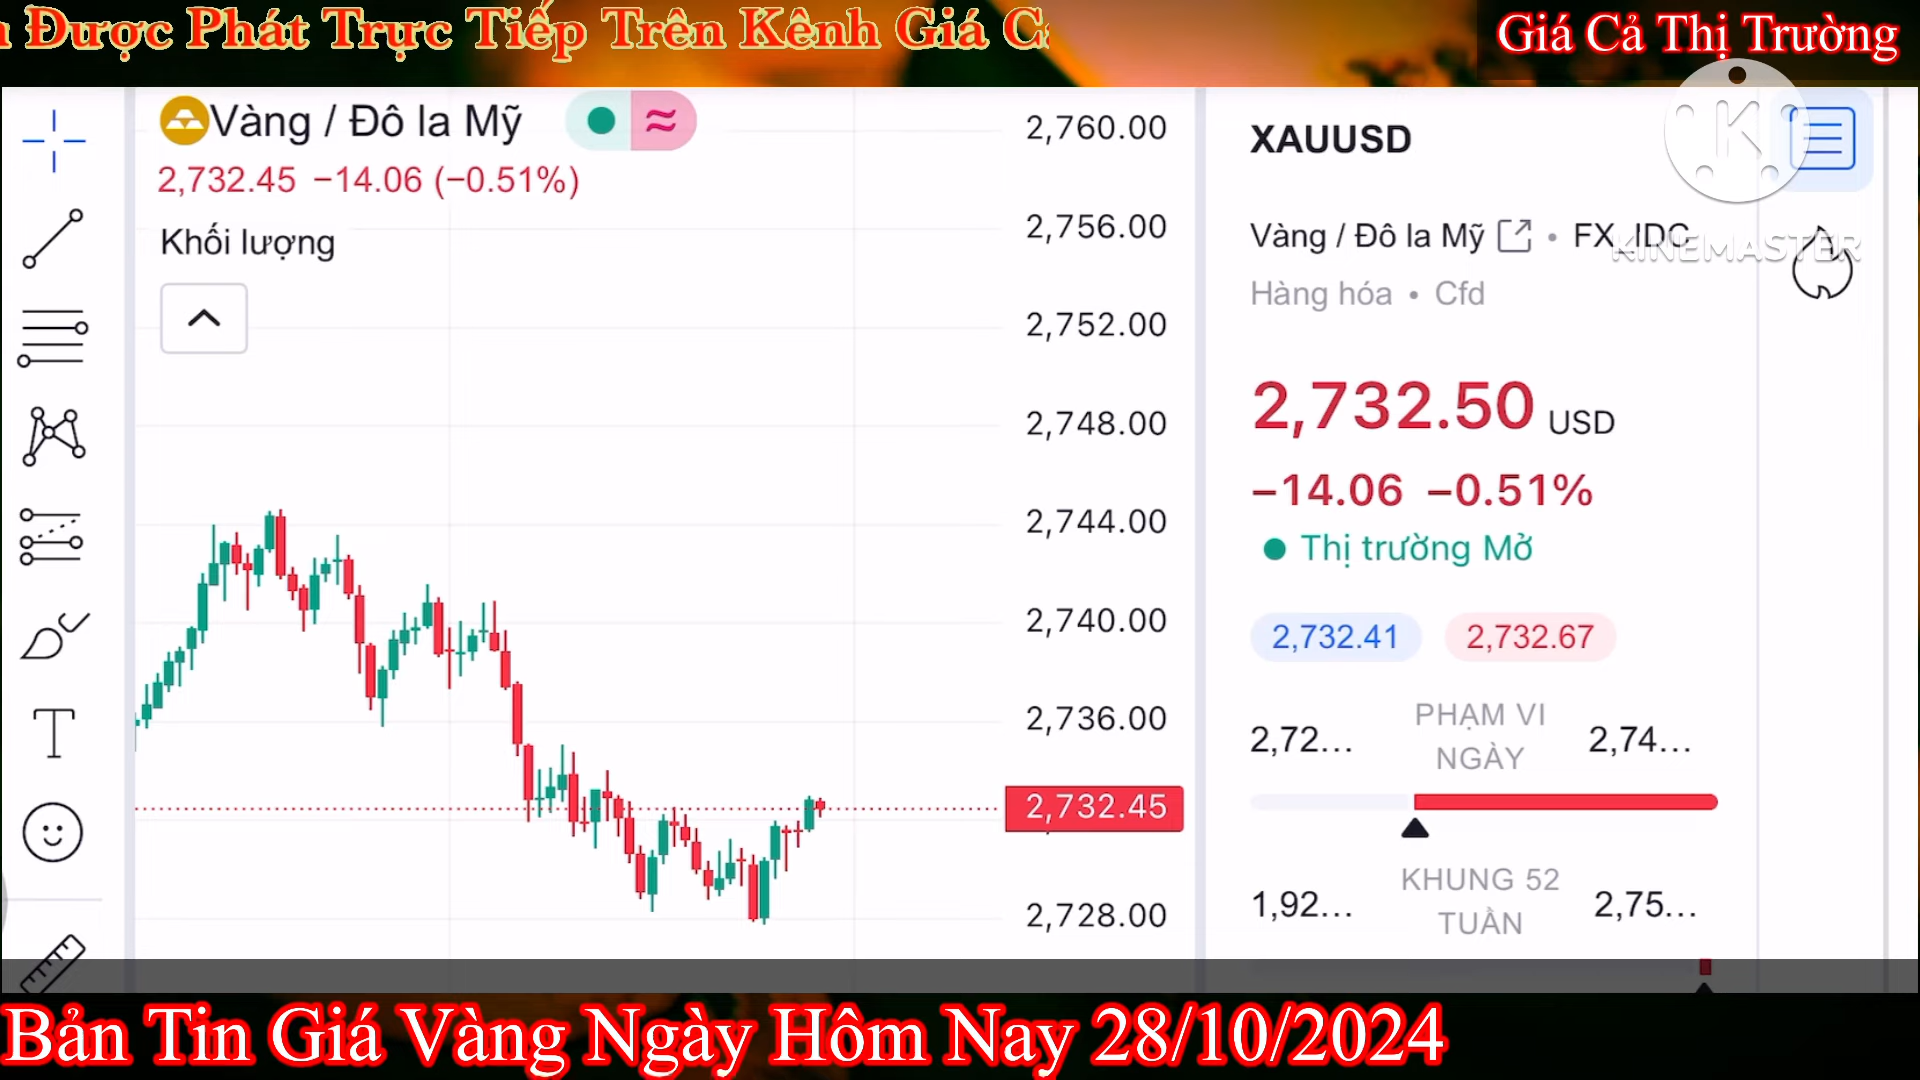 Được Phát Trực Tiếp Trên Kênh Giá
Giá Cả Thị Trường
Vàng / Đô la Mỹ
≈
2,732.45 −14.06 (−0.51%)
Khối lượng
2,760.00
2,756.00
2,752.00
2,748.00
2,744.00
2,740.00
2,736.00
2,732.45
2,728.00
XAUUSD
Vàng / Đô la Mỹ • FX_IDC
KINEMASTER
Hàng hóa • Cfd
2,732.50 USD
−14.06 −0.51%
Thị trường Mở
2,732.41 2,732.67
2,72... PHẠM VI NGÀY 2,74...
1,92... KHUNG 52 TUẦN 2,75...
Bản Tin Giá Vàng Ngày Hôm Nay 28/10/2024